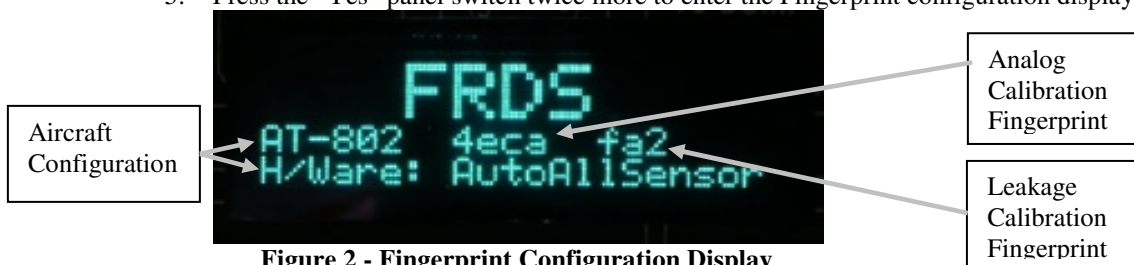 Press the "Yes" panel switch twice more to enter the Fingerprint configuration display
FRDS
AT-802 4eca fa2
H/Ware: AutoAllSensor
Aircraft
Configuration
Analog
Calibration
Fingerprint
Leakage
Calibration
Fingerprint
Figure 2 - Fingerprint Configuration Display